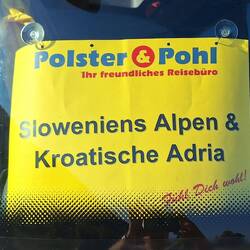 Polster & Pohl
Ihr freundliches Reisebüro
Sloweniens Alpen &
Kroatische Adria
Fühl Dich wohl!